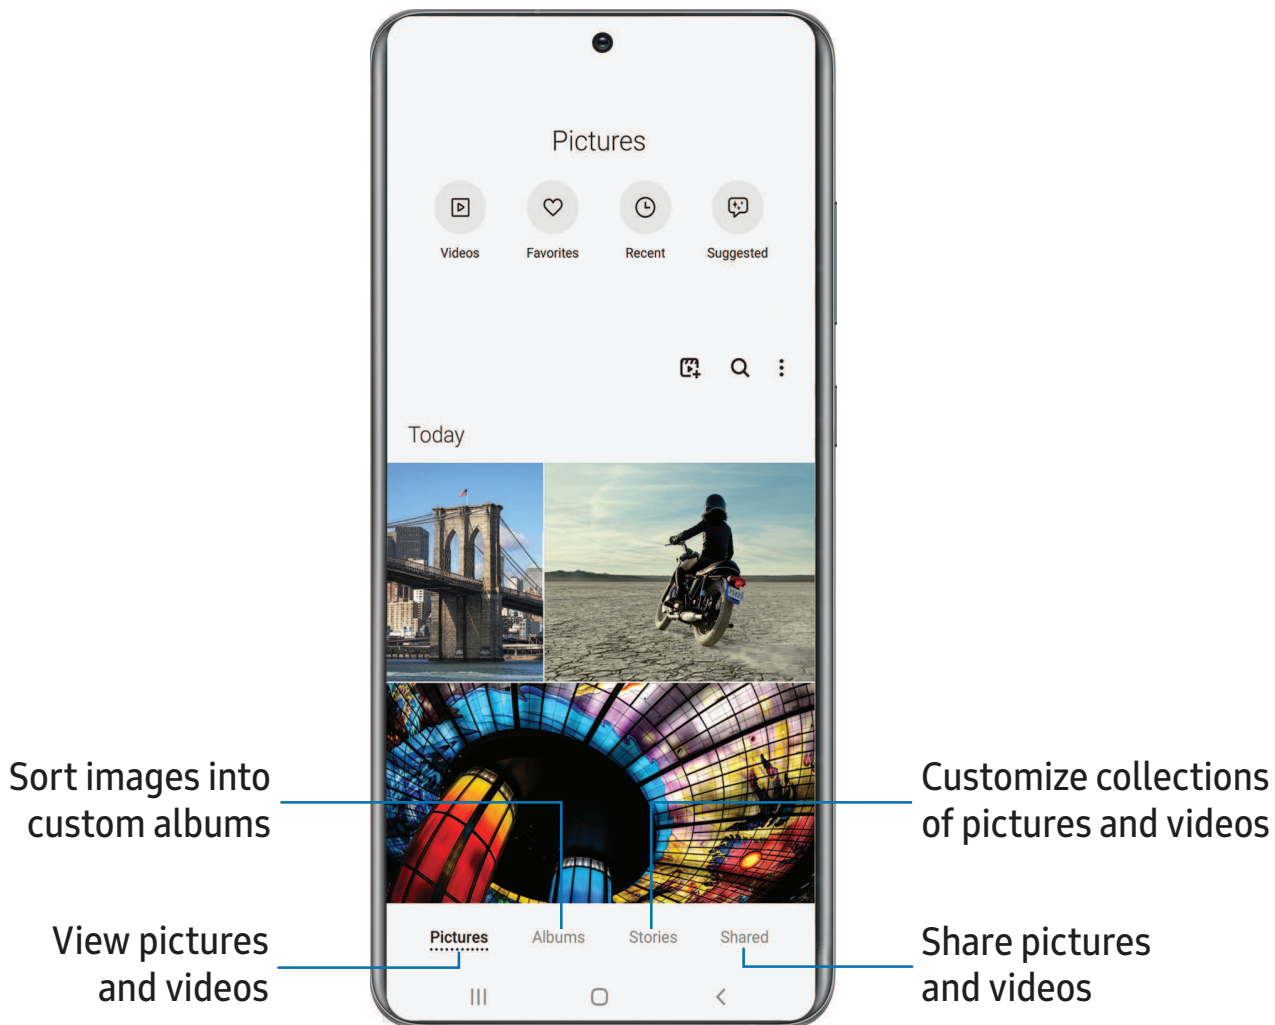 Pictures
Videos
Favorites
Recent
Suggested
Today
Sort images into
custom albums
Customize collections
of pictures and videos
Pictures
Albums
Stories
Shared
View pictures
and videos
Share pictures
and videos